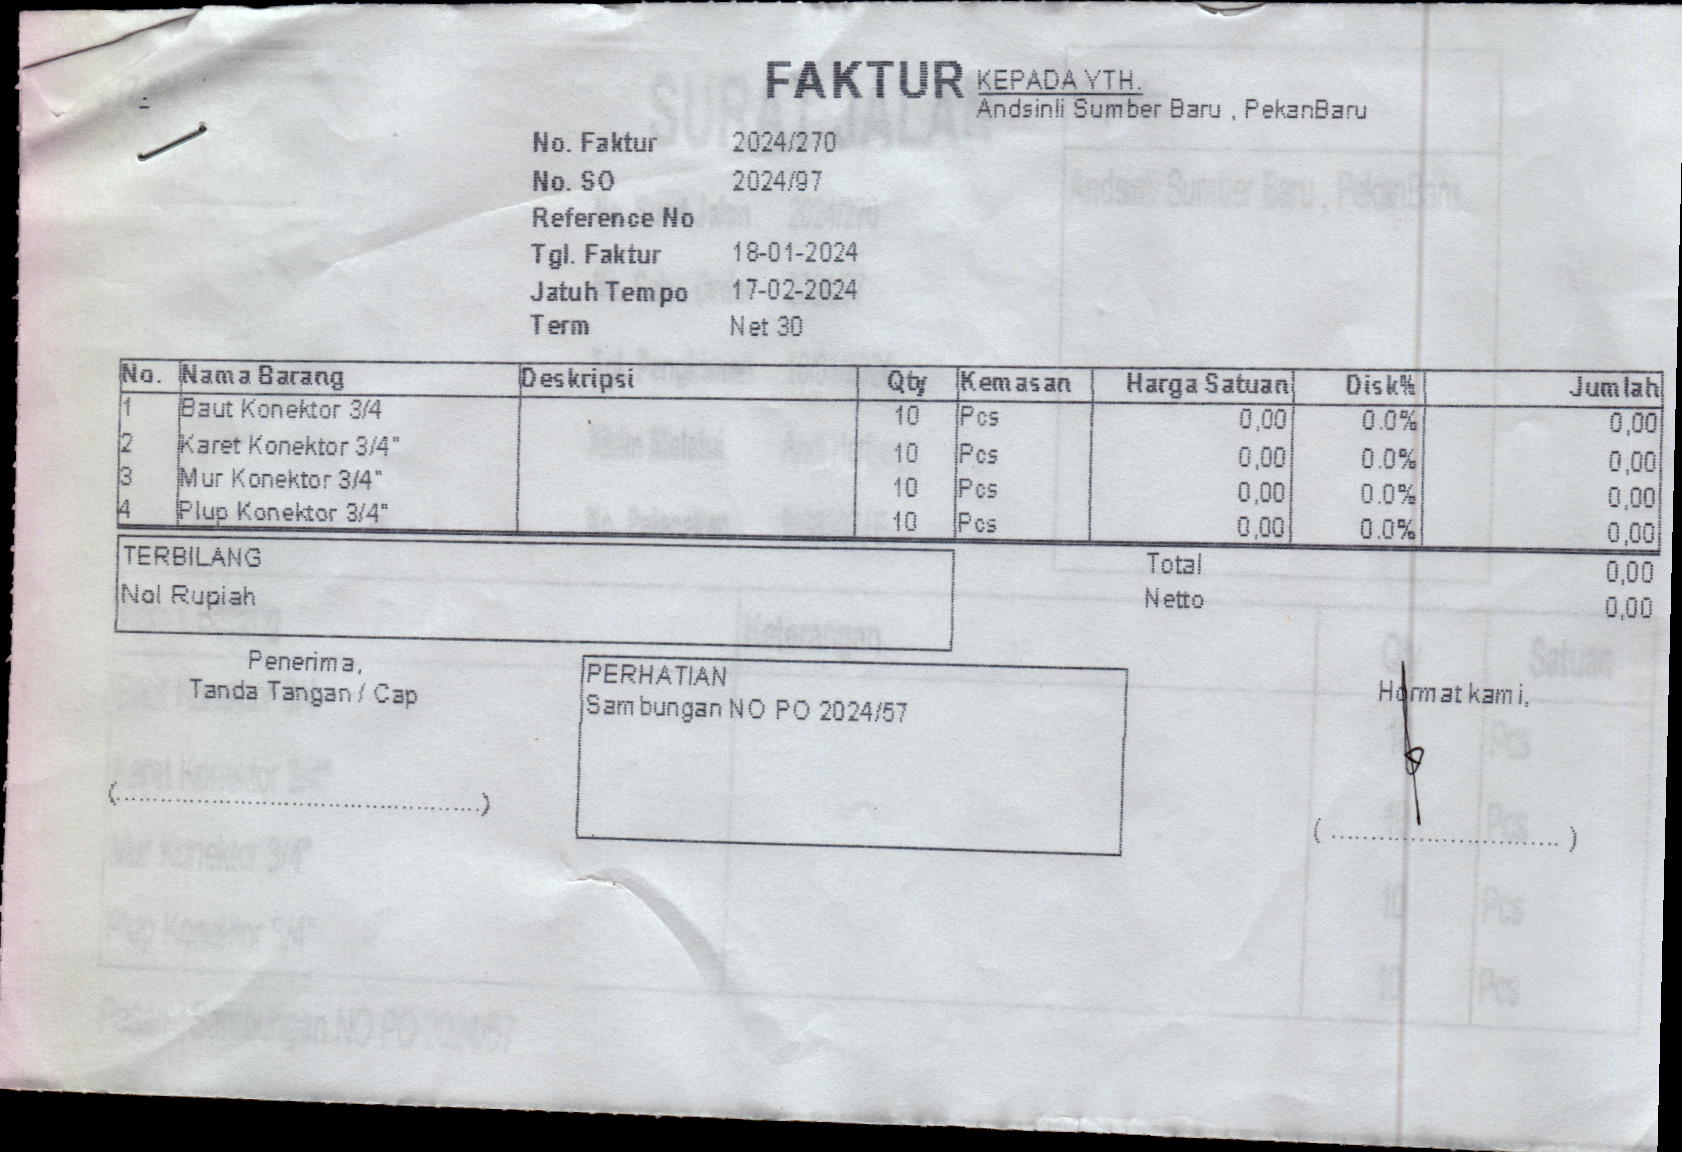 FAKTUR
KEPADA YTH.
Andsinli Sumber Baru , PekanBaru
No. Faktur 2024/270
No. SO 2024/97
Reference No
Tgl. Faktur 18-01-2024
Jatuh Tempo 17-02-2024
Term Net 30
No. Nama Barang Deskripsi Qty Kemasan Harga Satuan Disk% Jumlah
1 Baut Konektor 3/4 10 Pcs 0,00 0.0% 0,00
2 Karet Konektor 3/4" 10 Pcs 0,00 0.0% 0,00
3 Mur Konektor 3/4" 10 Pcs 0,00 0.0% 0,00
4 Plup Konektor 3/4" 10 Pcs 0,00 0.0% 0,00
TERBILANG
Nol Rupiah
Total 0,00
Netto 0,00
Penerima,
Tanda Tangan / Cap
(................................................)
PERHATIAN
Sambungan NO PO 2024/57
Hormat kami,
( ................................ )